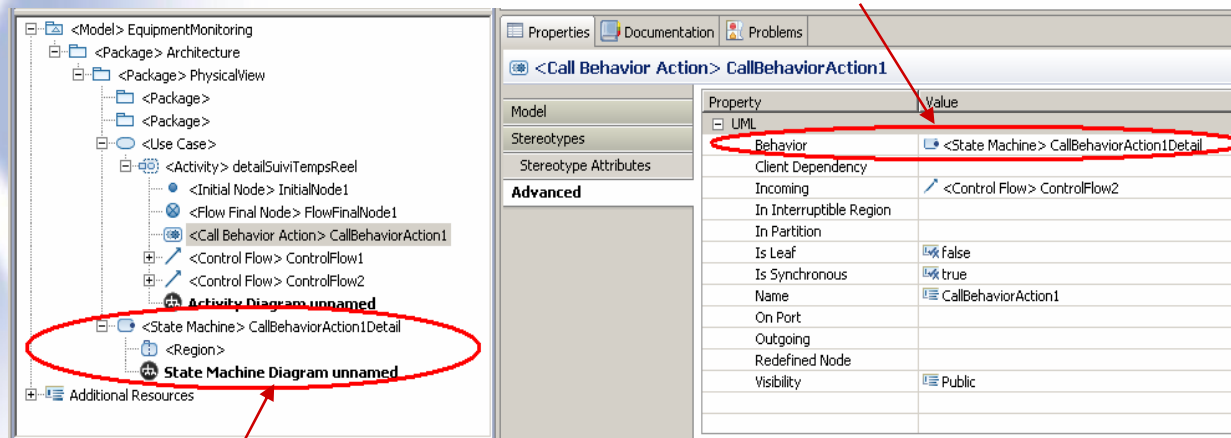 <Model> EquipmentMonitoring
<Package> Architecture
<Package> PhysicalView
<Package>
<Package>
<Use Case>
<Activity> detailSuiviTempsReel
<Initial Node> InitialNode1
<Flow Final Node> FlowFinalNode1
<Call Behavior Action> CallBehaviorAction1
<Control Flow> ControlFlow1
<Control Flow> ControlFlow2
Activity Diagram unnamed
<State Machine> CallBehaviorAction1Detail
<Region>
State Machine Diagram unnamed
Additional Resources
Properties Documentation Problems
<Call Behavior Action> CallBehaviorAction1
Model
Stereotypes
Stereotype Attributes
Advanced
Property Value
UML
Behavior <State Machine> CallBehaviorAction1Detail
Client Dependency
Incoming <Control Flow> ControlFlow2
In Interruptible Region
In Partition
Is Leaf false
Is Synchronous true
Name CallBehaviorAction1
On Port
Outgoing
Redefined Node
Visibility Public